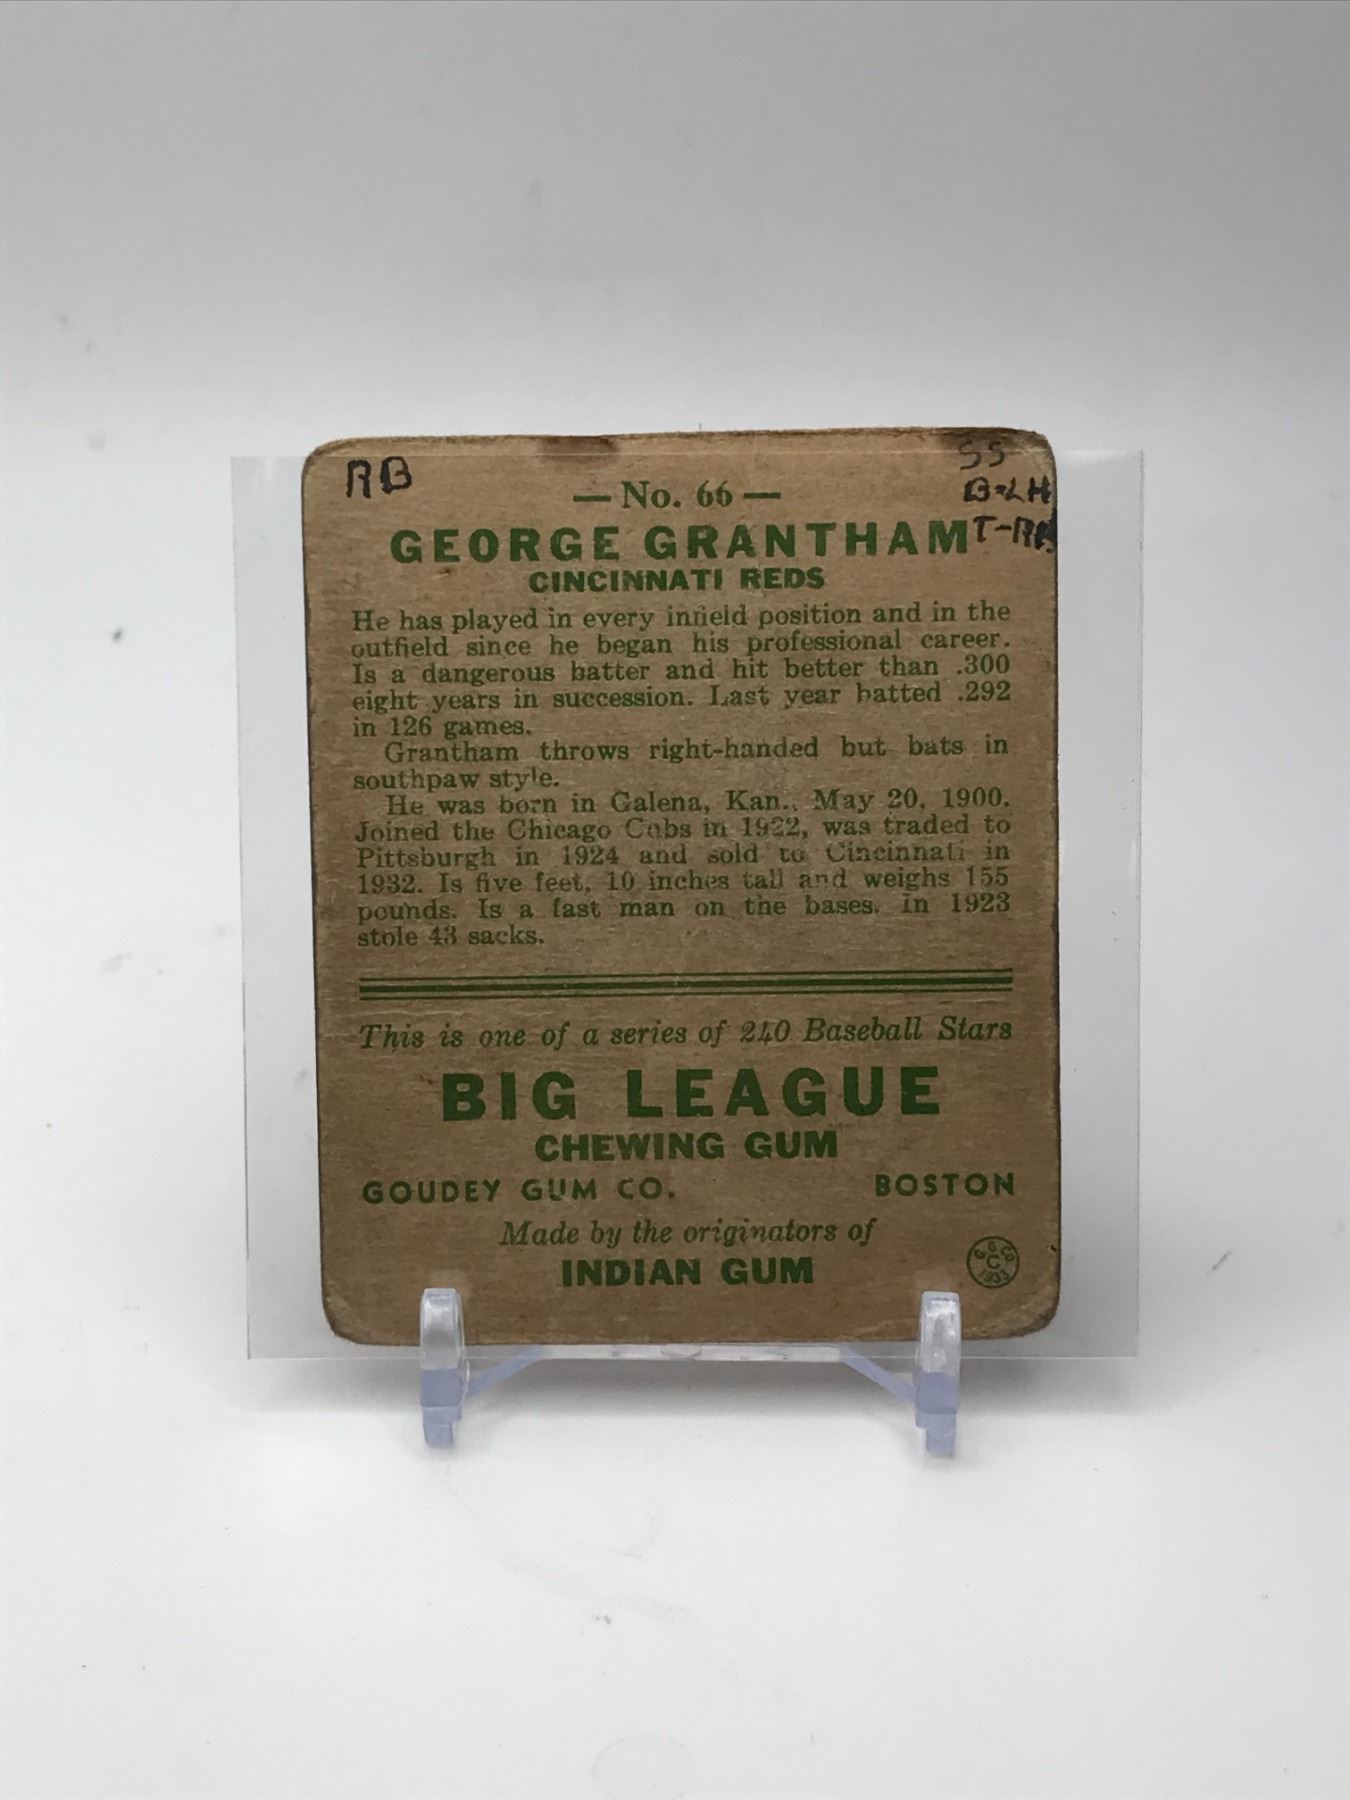 RB
SS
B-LH
— No. 66 —
GEORGE GRANTHAM
CINCINNATI REDS
He has played in every infield position and in the
outfield since he began his professional career.
Is a dangerous batter and hit better than .300
eight years in succession. Last year batted .292
in 126 games.
Grantham throws right-handed but bats in
southpaw style.
He was born in Galena, Kan., May 20, 1900.
Joined the Chicago Cubs in 1922, was traded to
Pittsburgh in 1924 and sold to Cincinnati in
1932. Is five feet, 10 inches tall and weighs 155
pounds. Is a fast man on the bases. In 1923
stole 43 sacks.
This is one of a series of 240 Baseball Stars
BIG LEAGUE
CHEWING GUM
GOUDEY GUM CO. BOSTON
Made by the originators of
INDIAN GUM
1933